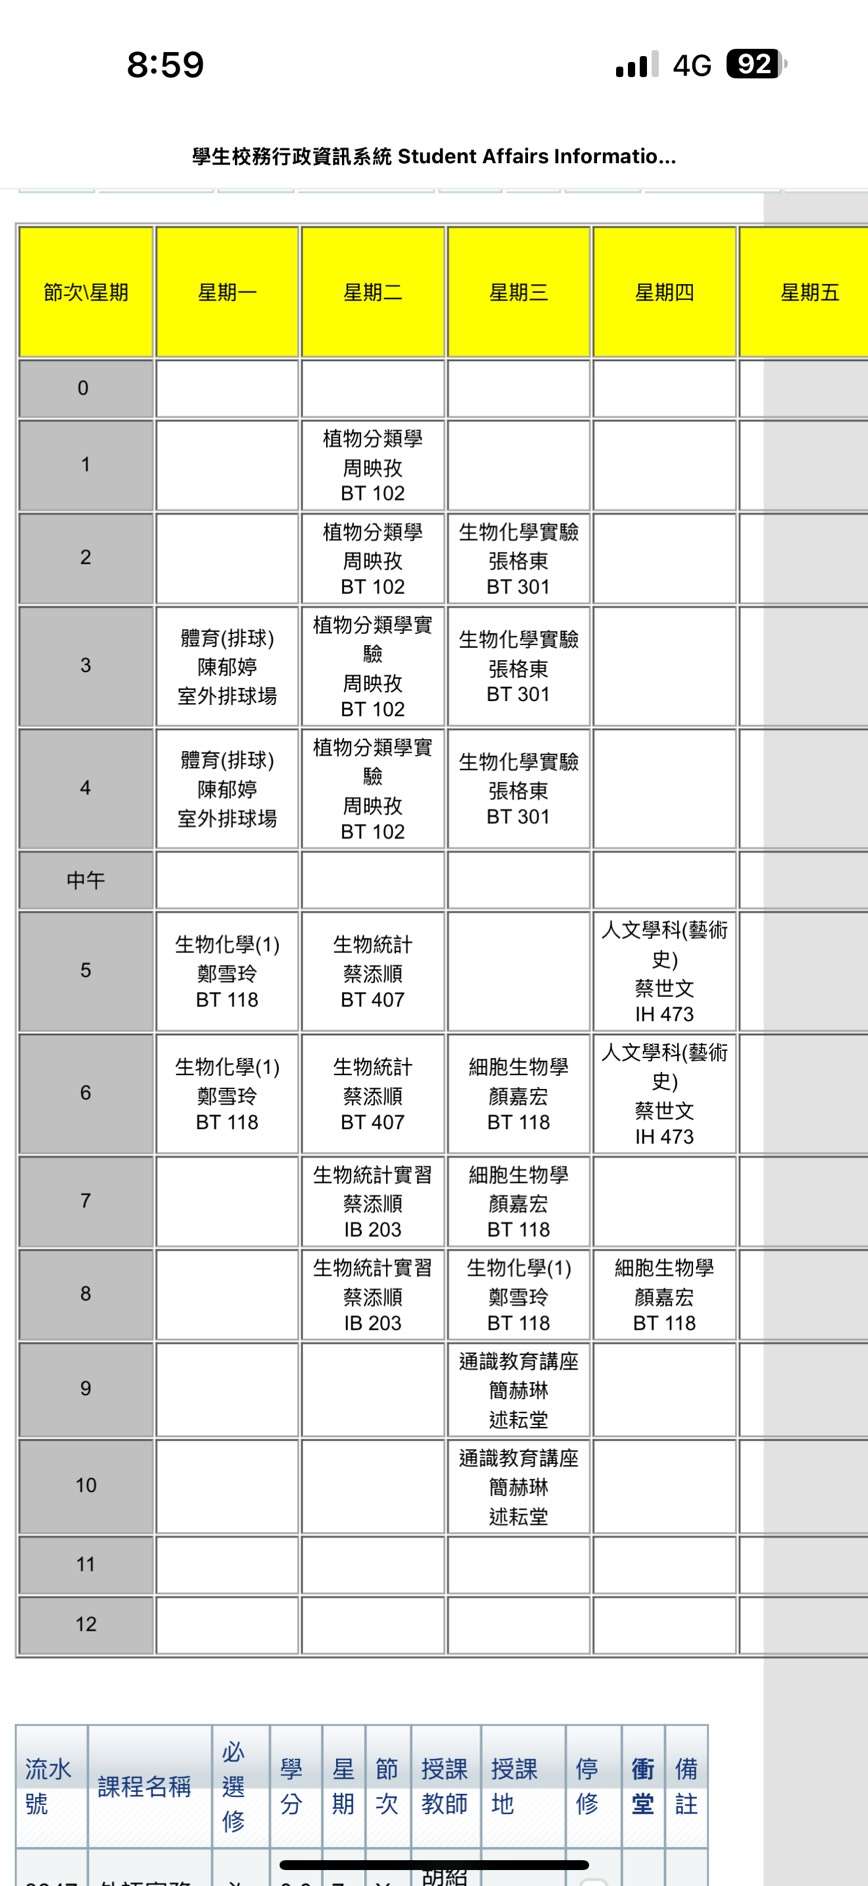 8:59
4G 92
學生校務行政資訊系統 Student Affairs Informatio...
節次\星期 星期一 星期二 星期三 星期四 星期五
0
1
植物分類學
周映孜
BT 102
2
植物分類學
周映孜
BT 102
生物化學實驗
張格東
BT 301
3
體育(排球)
陳郁婷
室外排球場
植物分類學實
驗
周映孜
BT 102
生物化學實驗
張格東
BT 301
4
體育(排球)
陳郁婷
室外排球場
植物分類學實
驗
周映孜
BT 102
生物化學實驗
張格東
BT 301
中午
5
生物化學(1)
鄭雪玲
BT 118
生物統計
蔡添順
BT 407
人文學科(藝術
史)
蔡世文
IH 473
6
生物化學(1)
鄭雪玲
BT 118
生物統計
蔡添順
BT 407
細胞生物學
顏嘉宏
BT 118
人文學科(藝術
史)
蔡世文
IH 473
7
生物統計實習
蔡添順
IB 203
細胞生物學
顏嘉宏
BT 118
8
生物統計實習
蔡添順
IB 203
生物化學(1)
鄭雪玲
BT 118
細胞生物學
顏嘉宏
BT 118
9
通識教育講座
簡赫琳
述耘堂
10
通識教育講座
簡赫琳
述耘堂
11
12
流水
號
課程名稱
必
選
修
學
分
星
期
節
次
授課
教師
授課
地
停
修
衝
堂
備
註
胡紹